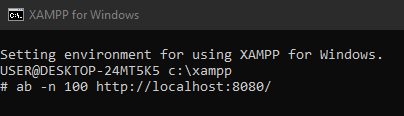 XAMPP for Windows
Setting environment for using XAMPP for Windows.
USER@DESKTOP-24MT5K5 c:\xampp
# ab -n 100 http://localhost:8080/